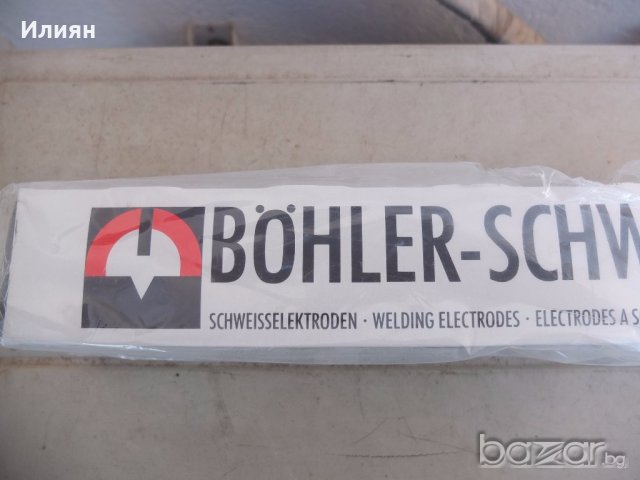 Илиян
BÖHLER-SCHW
SCHWEISSELEKTRODEN · WELDING ELECTRODES · ELECTRODES A S
bazar.bg